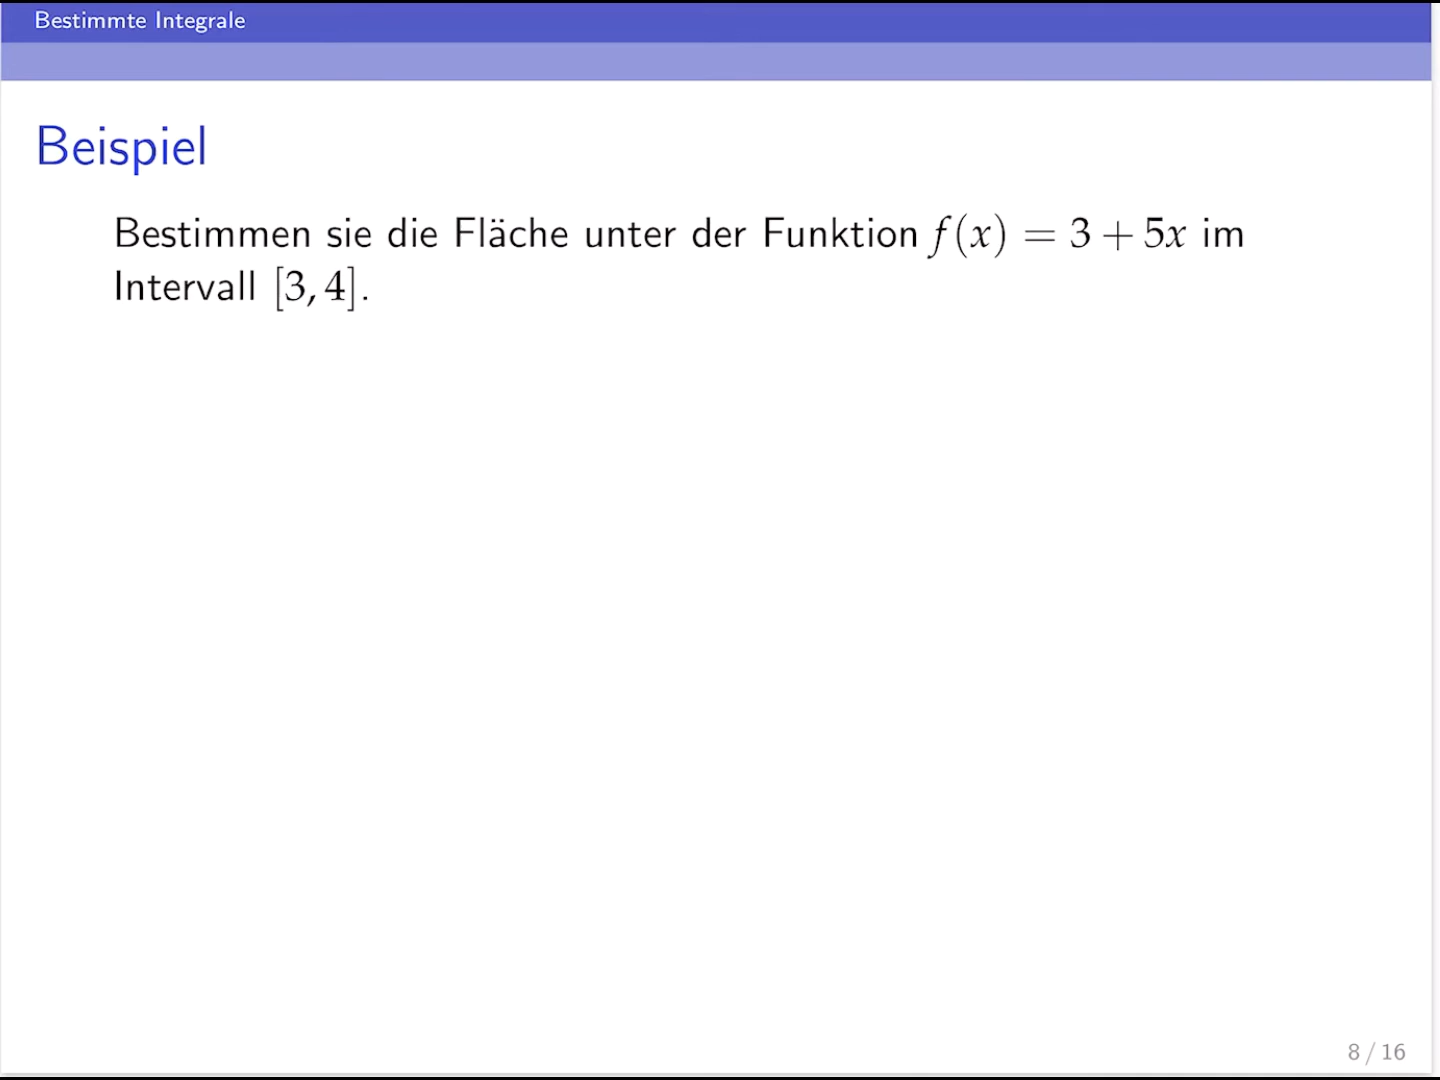 Bestimmte Integrale
Beispiel
Bestimmen sie die Fläche unter der Funktion f(x) = 3 + 5x im
Intervall [3, 4].
8 / 16